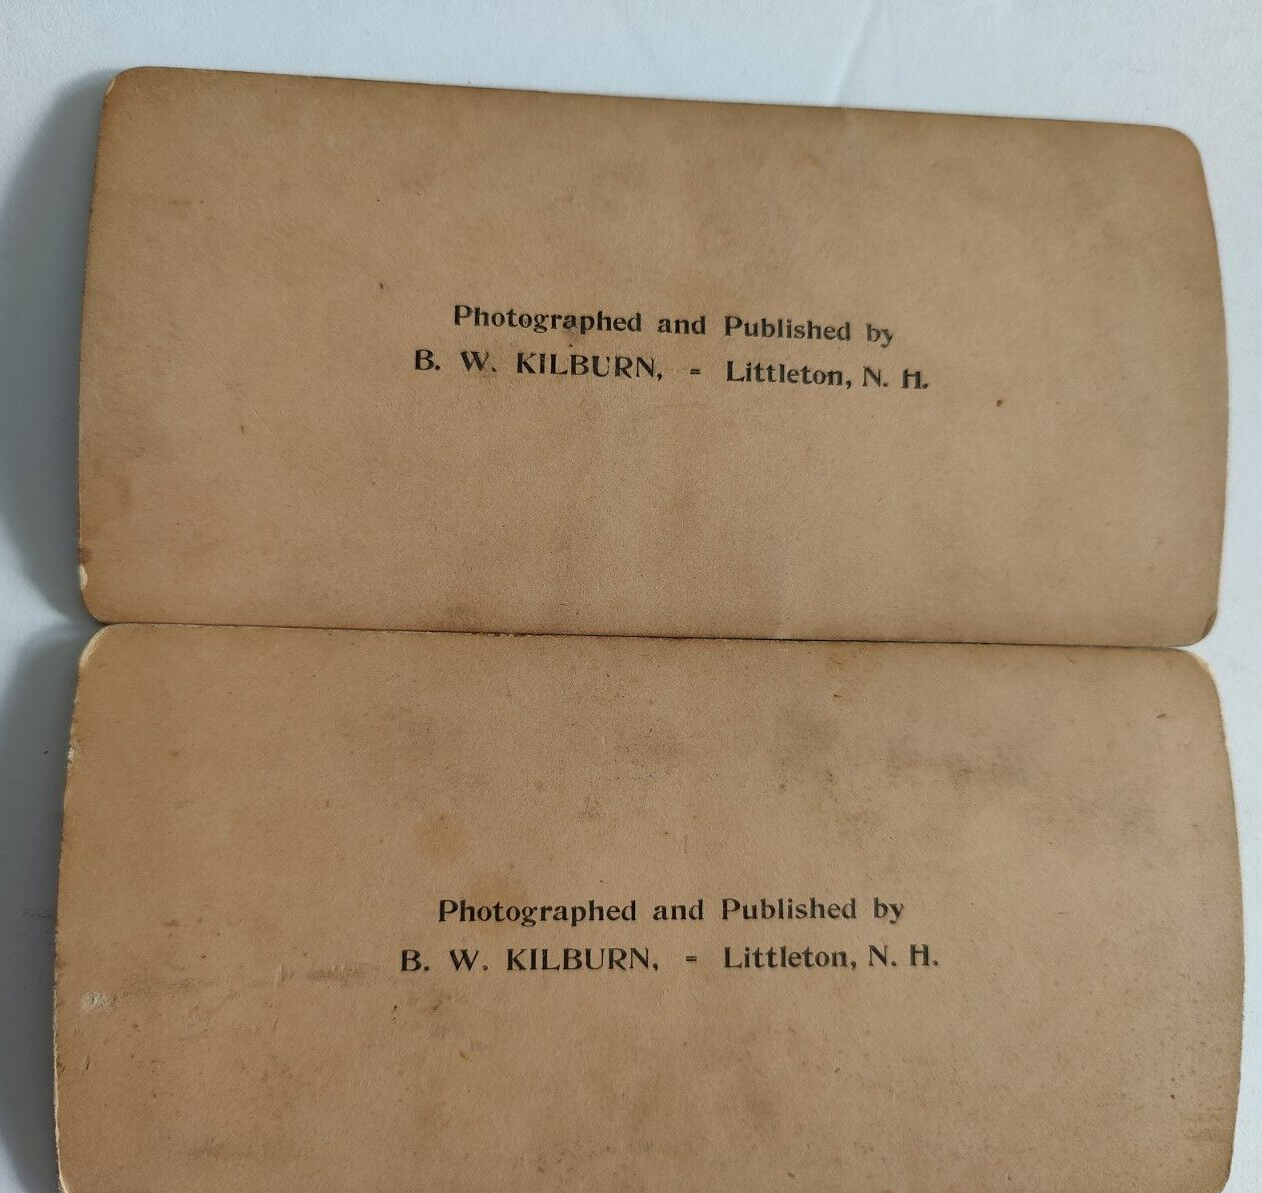 Photographed and Published by
B. W. KILBURN, = Littleton, N. H.
Photographed and Published by
B. W. KILBURN, = Littleton, N. H.